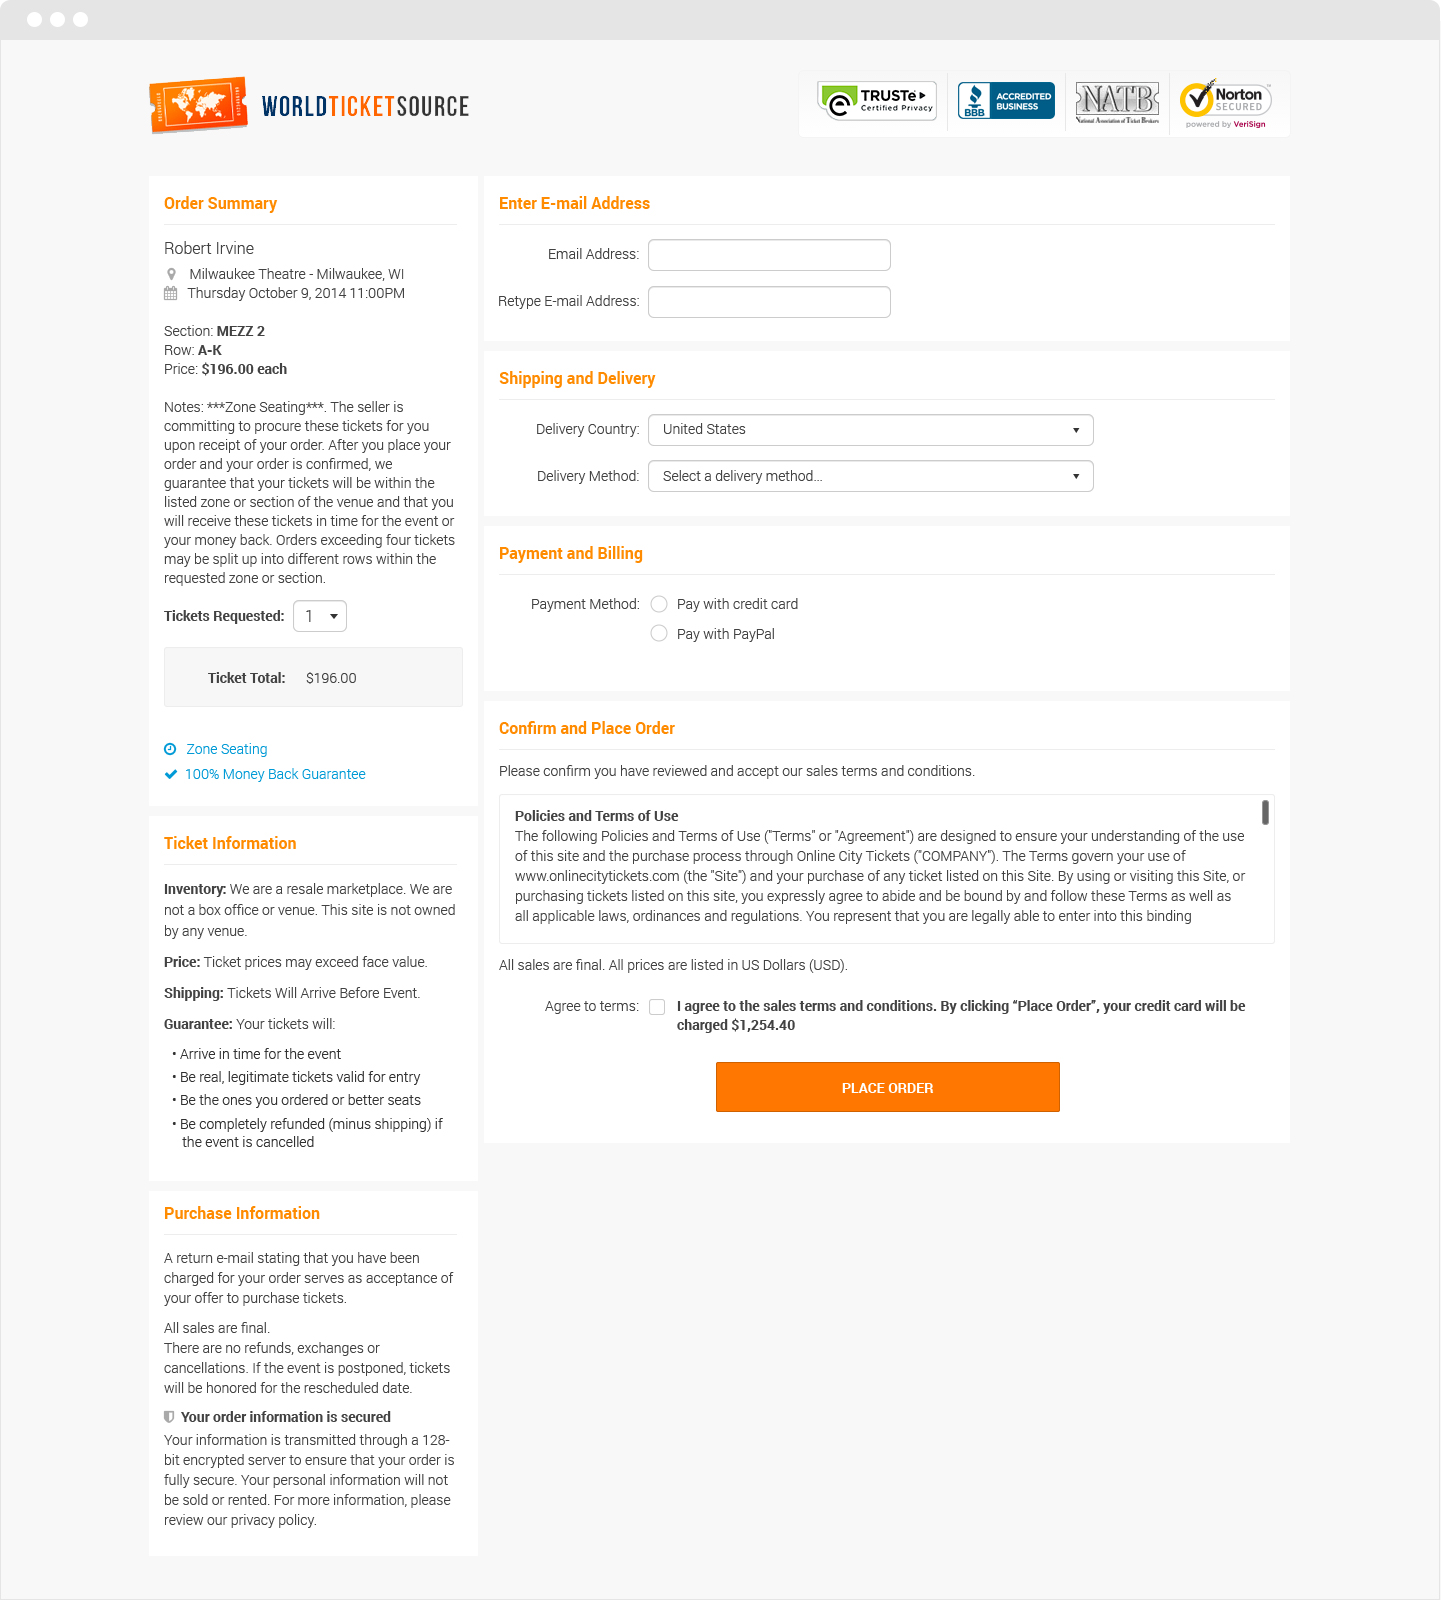 WORLDTICKETSOURCE
TRUSTe
Certified Privacy
BBB
ACCREDITED
BUSINESS
NATB
National Association of Ticket Brokers
Norton
SECURED
powered by VeriSign
Order Summary
Robert Irvine
Milwaukee Theatre - Milwaukee, WI
Thursday October 9, 2014 11:00PM
Section: MEZZ 2
Row: A-K
Price: $196.00 each
Notes: ***Zone Seating***. The seller is
committing to procure these tickets for you
upon receipt of your order. After you place your
order and your order is confirmed, we
guarantee that your tickets will be within the
listed zone or section of the venue and that you
will receive these tickets in time for the event or
your money back. Orders exceeding four tickets
may be split up into different rows within the
requested zone or section.
Tickets Requested: 1
Ticket Total: $196.00
Zone Seating
100% Money Back Guarantee
Ticket Information
Inventory: We are a resale marketplace. We are
not a box office or venue. This site is not owned
by any venue.
Price: Ticket prices may exceed face value.
Shipping: Tickets Will Arrive Before Event.
Guarantee: Your tickets will:
• Arrive in time for the event
• Be real, legitimate tickets valid for entry
• Be the ones you ordered or better seats
• Be completely refunded (minus shipping) if
the event is cancelled
Purchase Information
A return e-mail stating that you have been
charged for your order serves as acceptance of
your offer to purchase tickets.
All sales are final.
There are no refunds, exchanges or
cancellations. If the event is postponed, tickets
will be honored for the rescheduled date.
Your order information is secured
Your information is transmitted through a 128-
bit encrypted server to ensure that your order is
fully secure. Your personal information will not
be sold or rented. For more information, please
review our privacy policy.
Enter E-mail Address
Email Address:
Retype E-mail Address:
Shipping and Delivery
Delivery Country: United States
Delivery Method: Select a delivery method...
Payment and Billing
Payment Method: Pay with credit card
Pay with PayPal
Confirm and Place Order
Please confirm you have reviewed and accept our sales terms and conditions.
Policies and Terms of Use
The following Policies and Terms of Use ("Terms" or "Agreement") are designed to ensure your understanding of the use
of this site and the purchase process through Online City Tickets ("COMPANY"). The Terms govern your use of
www.onlinecitytickets.com (the "Site") and your purchase of any ticket listed on this Site. By using or visiting this Site, or
purchasing tickets listed on this site, you expressly agree to abide and be bound by and follow these Terms as well as
all applicable laws, ordinances and regulations. You represent that you are legally able to enter into this binding
All sales are final. All prices are listed in US Dollars (USD).
Agree to terms: I agree to the sales terms and conditions. By clicking “Place Order”, your credit card will be
charged $1,254.40
PLACE ORDER